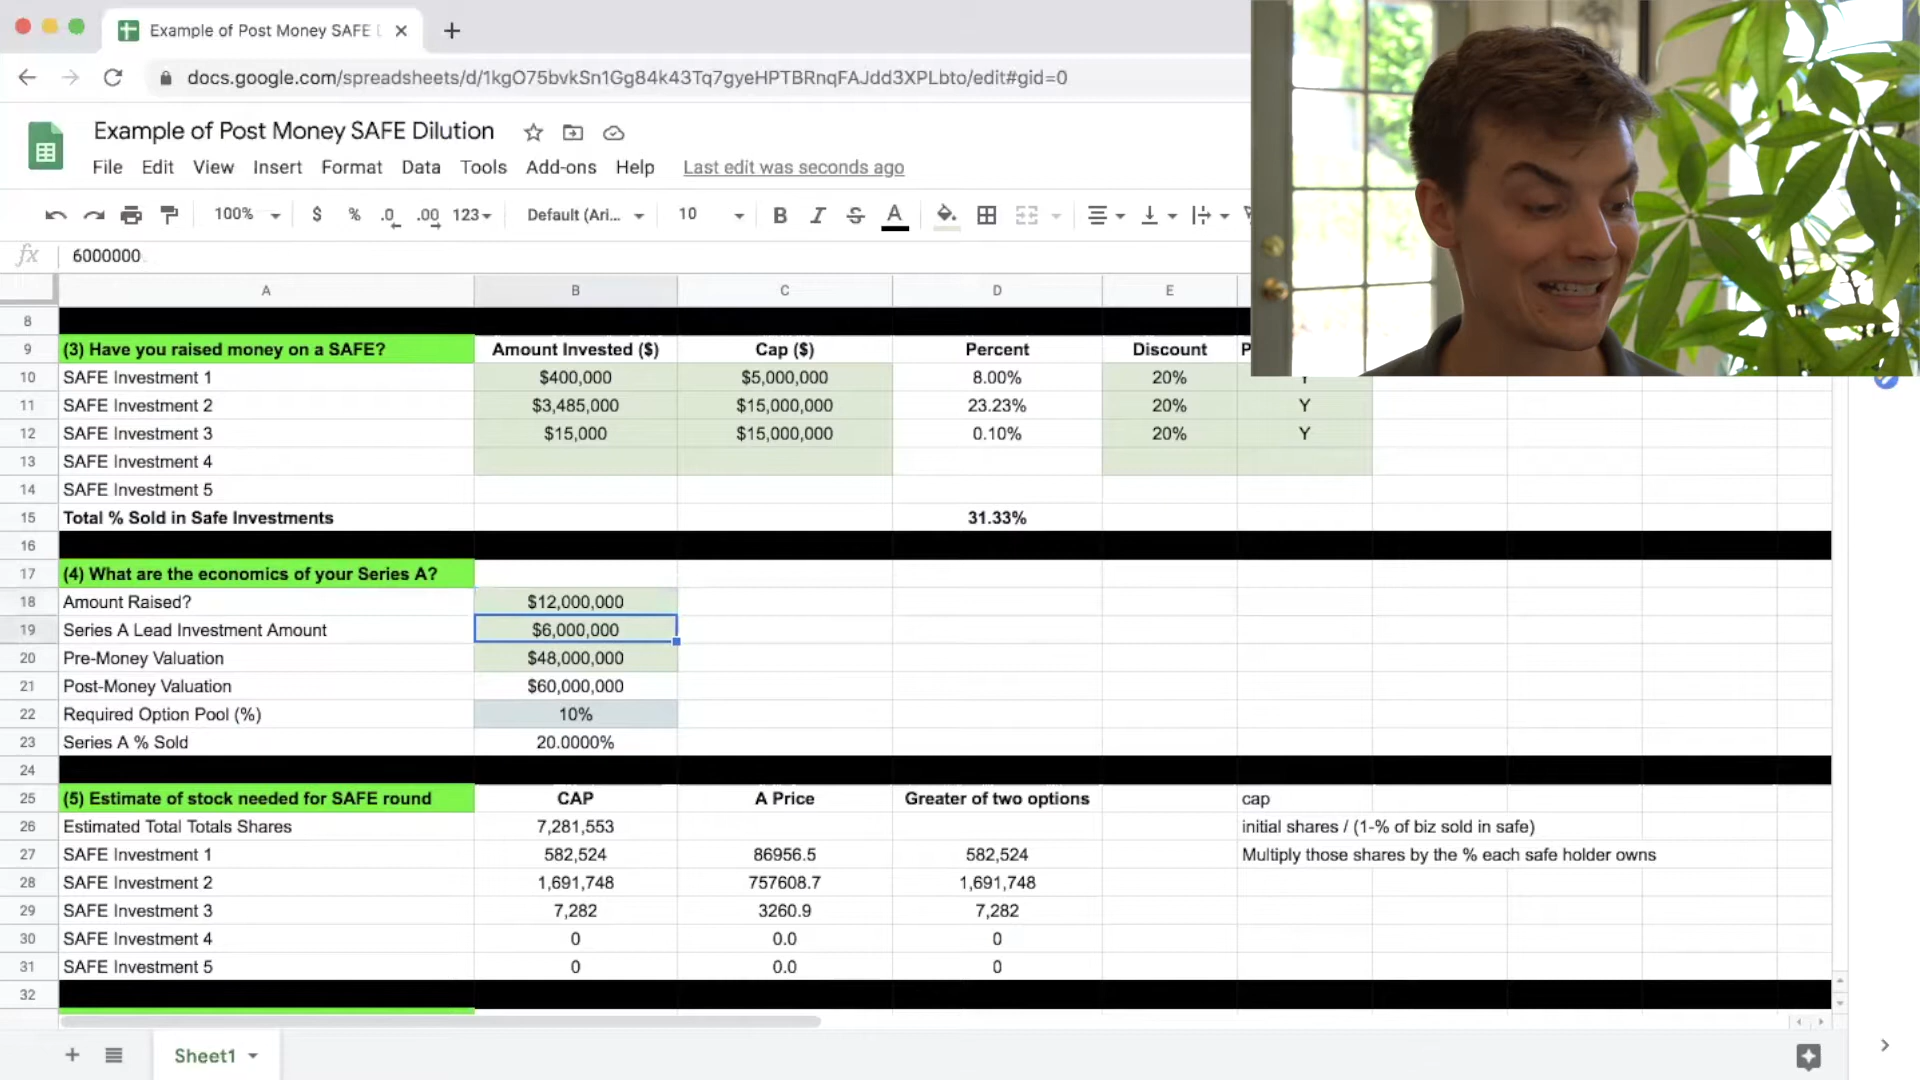 Example of Post Money SAFE
docs.google.com/spreadsheets/d/1kgO75bvkSn1Gg84k43Tq7gyeHPTBRnqFAJdd3XPLbto/edit#gid=0
Example of Post Money SAFE Dilution
File Edit View Insert Format Data Tools Add-ons Help Last edit was seconds ago
100% $ % .0 .00 123 Default (Ari... 10 B I S A
fx 6000000
A B C D E
8
9 (3) Have you raised money on a SAFE? Amount Invested ($) Cap ($) Percent Discount P
10 SAFE Investment 1 $400,000 $5,000,000 8.00% 20% Y
11 SAFE Investment 2 $3,485,000 $15,000,000 23.23% 20% Y
12 SAFE Investment 3 $15,000 $15,000,000 0.10% 20% Y
13 SAFE Investment 4
14 SAFE Investment 5
15 Total % Sold in Safe Investments 31.33%
16
17 (4) What are the economics of your Series A?
18 Amount Raised? $12,000,000
19 Series A Lead Investment Amount $6,000,000
20 Pre-Money Valuation $48,000,000
21 Post-Money Valuation $60,000,000
22 Required Option Pool (%) 10%
23 Series A % Sold 20.0000%
24
25 (5) Estimate of stock needed for SAFE round CAP A Price Greater of two options cap
26 Estimated Total Totals Shares 7,281,553 initial shares / (1-% of biz sold in safe)
27 SAFE Investment 1 582,524 86956.5 582,524 Multiply those shares by the % each safe holder owns
28 SAFE Investment 2 1,691,748 757608.7 1,691,748
29 SAFE Investment 3 7,282 3260.9 7,282
30 SAFE Investment 4 0 0.0 0
31 SAFE Investment 5 0 0.0 0
32
Sheet1